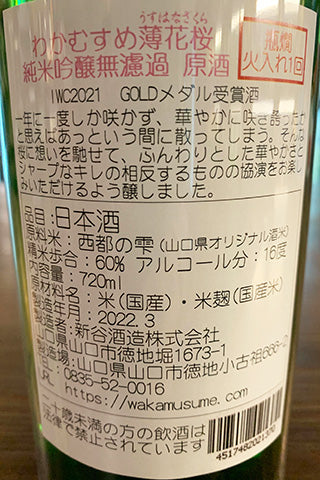 うすはなざくら
わかむすめ薄花桜
純米吟醸無濾過 原酒
瓶燗
火入れ1回
IWC2021 GOLDメダル受賞酒
一年に一度しか咲かず、華やかに咲き誇ったか
と思えばあっという間に散ってしまう。そんな
桜に想いを馳せて、ふんわりとした華やかさと
シャープなキレの相反するものの協演をお楽し
みいただけるよう醸しました。
品目:日本酒
原料米:西都の雫(山口県オリジナル酒米)
精米歩合:60% アルコール分:16度
内容量:720ml
原材料名:米(国産)・米麹(国産米)
製造年月:2022.3
製造者:新谷酒造株式会社
山口県山口市徳地堀1673-1
製造場:山口県山口市徳地小古祖666-2
TEL 0835-52-0016
https://wakamusume.com/
二十歳未満の方の飲酒は
法律で禁止されています
4517482021370